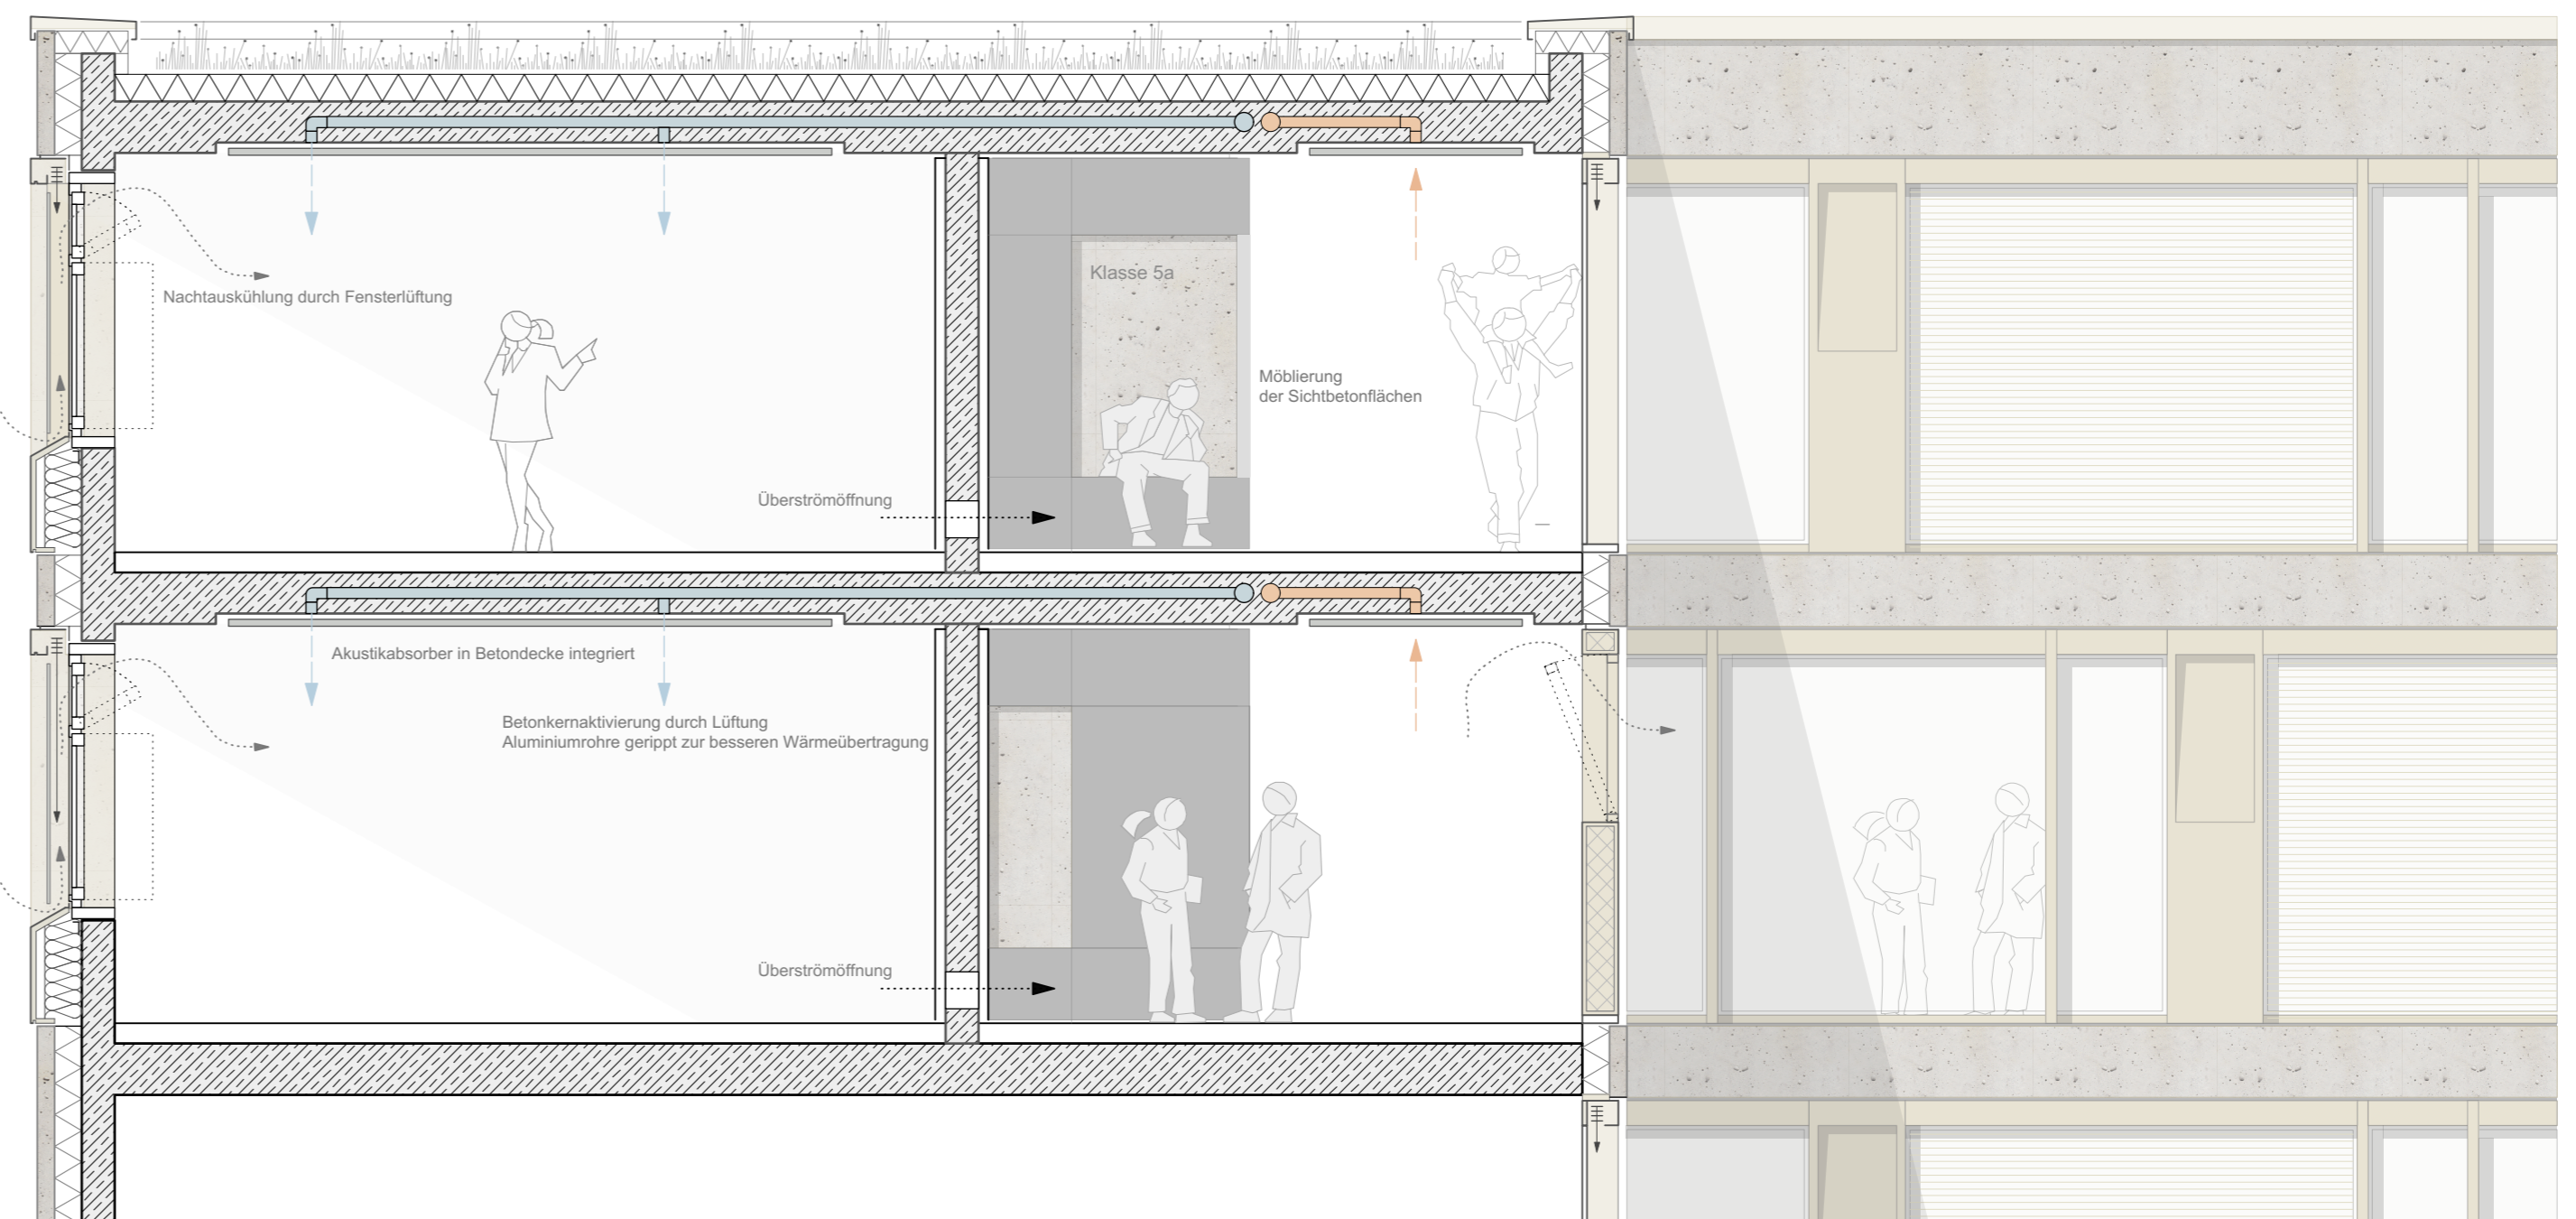 Klasse 5a
Nachtauskühlung durch Fensterlüftung
Möblierung
der Sichtbetonflächen
Überströmöffnung
Akustikabsorber in Betondecke integriert
Betonkernaktivierung durch Lüftung
Aluminiumrohre gerippt zur besseren Wärmeübertragung
Überströmöffnung